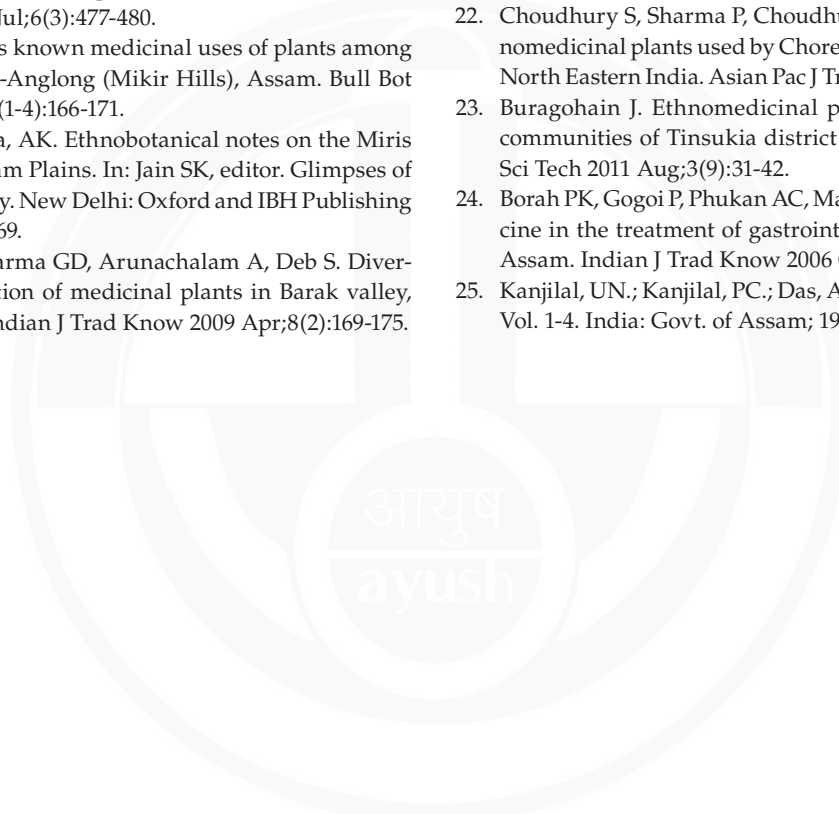 Jul;6(3):477-480.
s known medicinal uses of plants among
-Anglong (Mikir Hills), Assam. Bull Bot
(1-4):166-171.
a, AK. Ethnobotanical notes on the Miris
am Plains. In: Jain SK, editor. Glimpses of
y. New Delhi: Oxford and IBH Publishing
69.
arma GD, Arunachalam A, Deb S. Diver-
tion of medicinal plants in Barak valley,
ndian J Trad Know 2009 Apr;8(2):169-175.
22. Choudhury S, Sharma P, Choudhu
nomedicinal plants used by Chore
North Eastern India. Asian Pac J Tr
23. Buragohain J. Ethnomedicinal p
communities of Tinsukia district
Sci Tech 2011 Aug;3(9):31-42.
24. Borah PK, Gogoi P, Phukan AC, Ma
cine in the treatment of gastroint
Assam. Indian J Trad Know 2006
25. Kanjilal, UN.; Kanjilal, PC.; Das, A
Vol. 1-4. India: Govt. of Assam; 19
आयुष
ayush